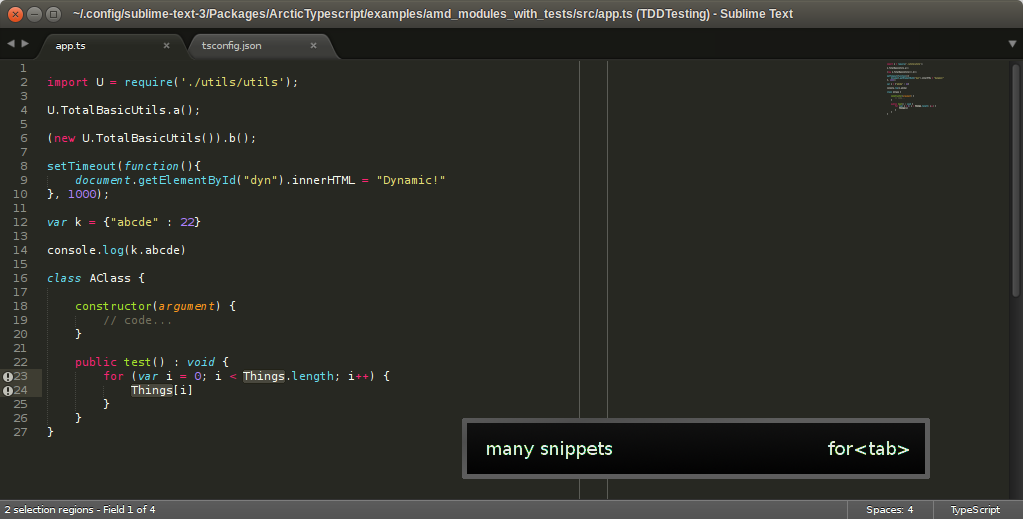 ~/.config/sublime-text-3/Packages/ArcticTypescript/examples/amd_modules_with_tests/src/app.ts (TDDTesting) - Sublime Text
app.ts × tsconfig.json ×
1
2 import U = require('./utils/utils');
3
4 U.TotalBasicUtils.a();
5
6 (new U.TotalBasicUtils()).b();
7
8 setTimeout(function(){
9     document.getElementById("dyn").innerHTML = "Dynamic!"
10 }, 1000);
11
12 var k = {"abcde" : 22}
13
14 console.log(k.abcde)
15
16 class AClass {
17
18     constructor(argument) {
19         // code...
20     }
21
22     public test() : void {
23         for (var i = 0; i < Things.length; i++) {
24             Things[i]
25         }
26     }
27 }
many snippets for<tab>
2 selection regions - Field 1 of 4 Spaces: 4 TypeScript